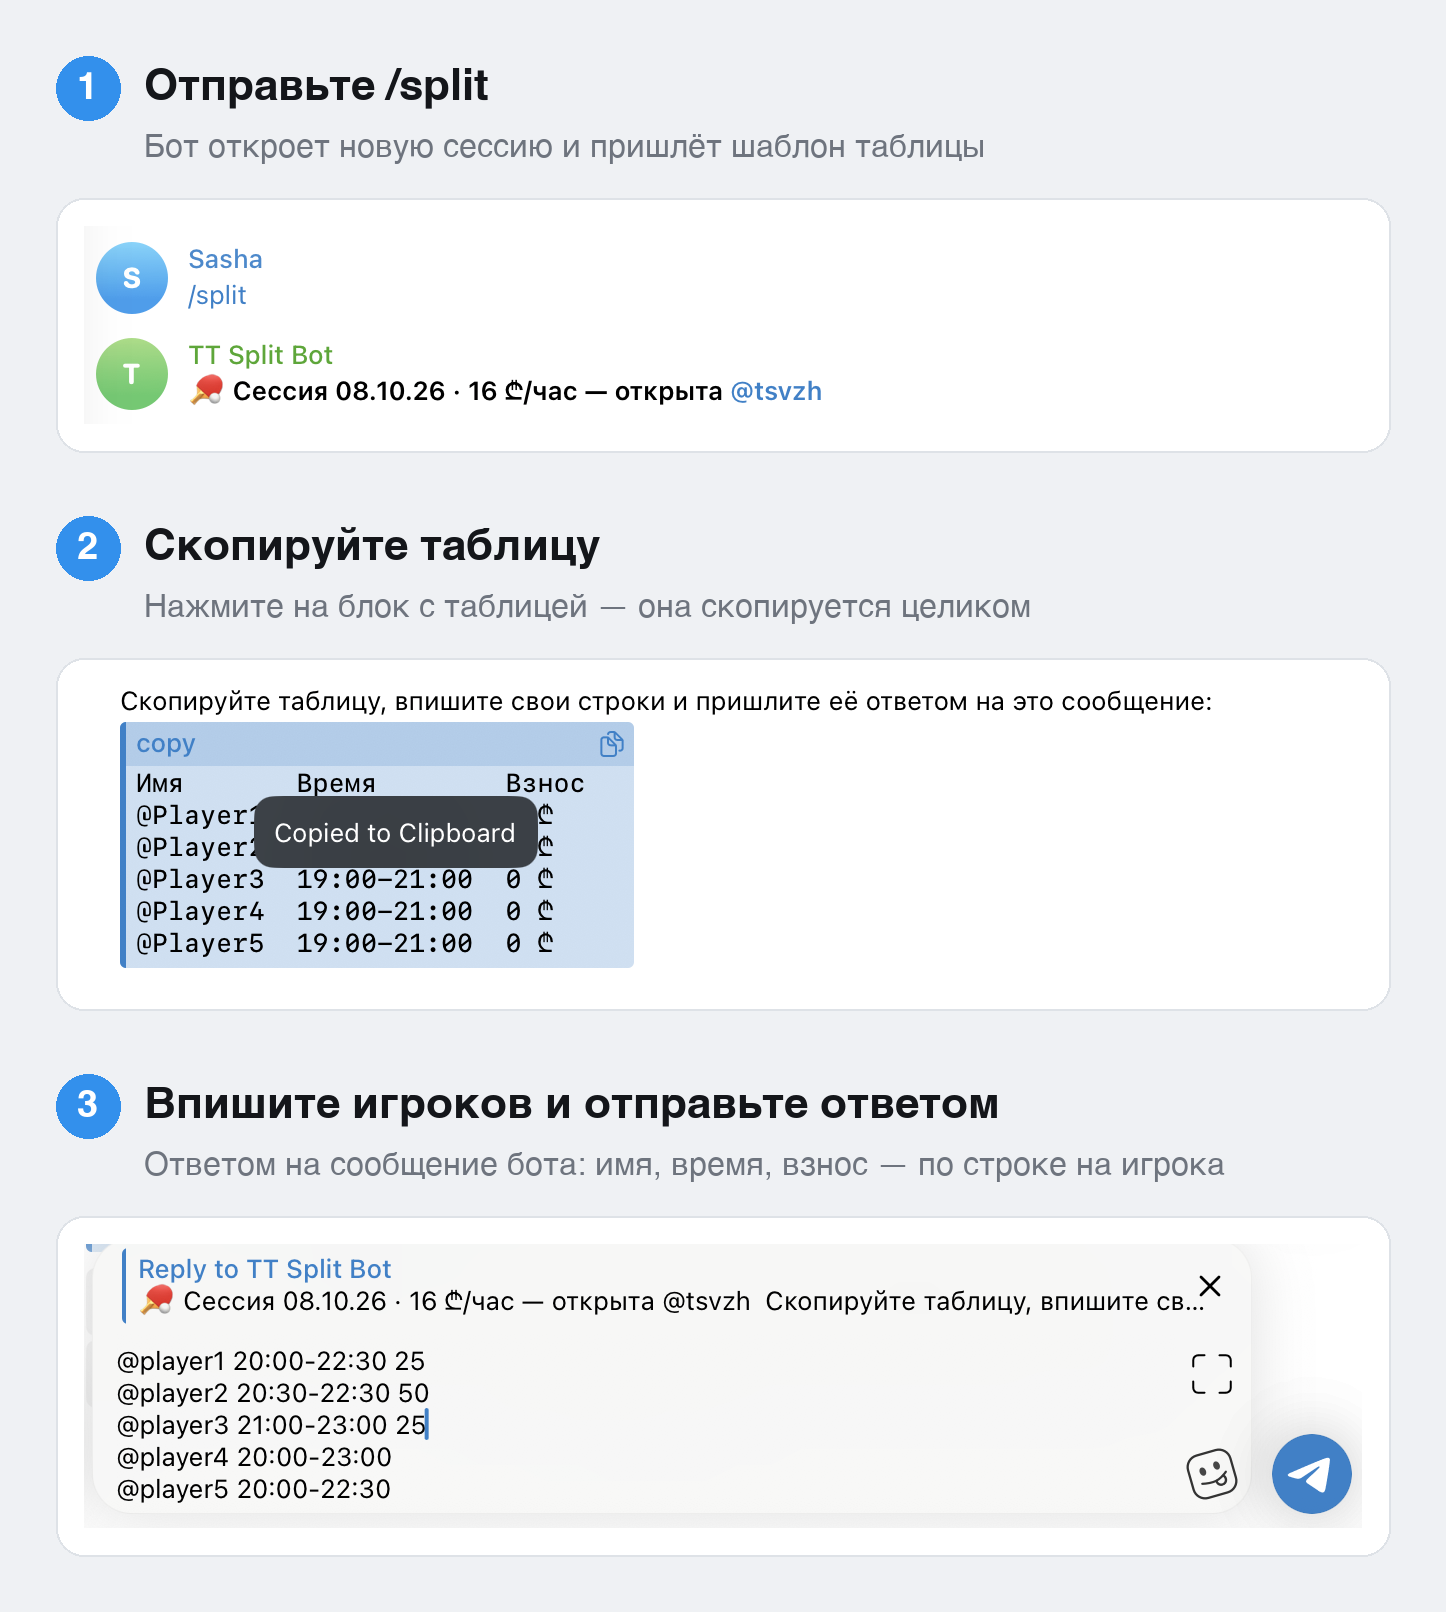 1
Отправьте /split
Бот откроет новую сессию и пришлёт шаблон таблицы
S
Sasha
/split
T
TT Split Bot
Сессия 08.10.26 · 16 ₾/час — открыта @tsvzh
2
Скопируйте таблицу
Нажмите на блок с таблицей — она скопируется целиком
Скопируйте таблицу, впишите свои строки и пришлите её ответом на это сообщение:
copy
Имя Время Взнос
@Player1 ₾
Copied to Clipboard
@Player2 ₾
@Player3 19:00–21:00 0 ₾
@Player4 19:00–21:00 0 ₾
@Player5 19:00–21:00 0 ₾
3
Впишите игроков и отправьте ответом
Ответом на сообщение бота: имя, время, взнос — по строке на игрока
Reply to TT Split Bot
Сессия 08.10.26 · 16 ₾/час — открыта @tsvzh Скопируйте таблицу, впишите св...
@player1 20:00-22:30 25
@player2 20:30-22:30 50
@player3 21:00-23:00 25
@player4 20:00-23:00
@player5 20:00-22:30